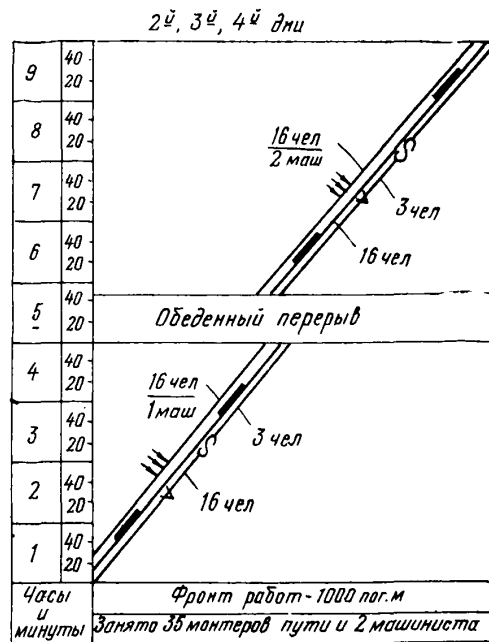 2й, 3й, 4й дни
9 40
20
8 40
20
16 чел
2 маш
7 40
20
3 чел
6 40
20
16 чел
5 40
20
Обеденный перерыв
4 40
20
16 чел
1 маш
3 40
20
3 чел
2 40
20
16 чел
1 40
20
Часы
и
минуты
Фронт работ - 1000 пог.м
Занято 35 монтеров пути и 2 машиниста